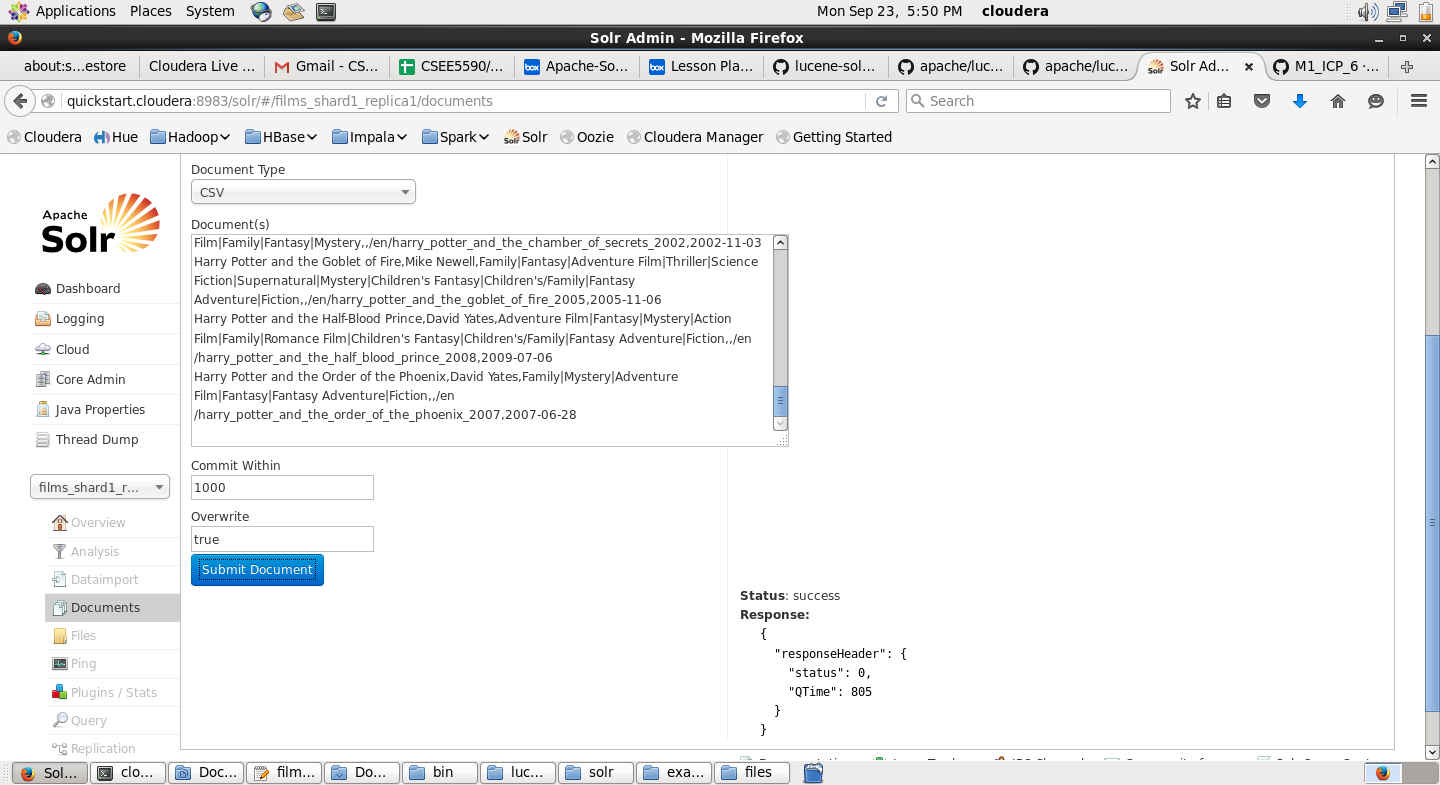 Applications Places System Mon Sep 23, 5:50 PM cloudera
Solr Admin - Mozilla Firefox
about:s...estore Cloudera Live ... Gmail - CS... CSEE5590/... Apache-So... Lesson Pla... lucene-sol... apache/luc... apache/luc... Solr Ad... M1_ICP_6 ·...
quickstart.cloudera:8983/solr/#/films_shard1_replica1/documents Search
Cloudera Hue Hadoop HBase Impala Spark Solr Oozie Cloudera Manager Getting Started
Apache
Solr
Dashboard
Logging
Cloud
Core Admin
Java Properties
Thread Dump
films_shard1_r...
Overview
Analysis
Dataimport
Documents
Files
Ping
Plugins / Stats
Query
Replication
Document Type
CSV
Document(s)
Film|Family|Fantasy|Mystery,,/en/harry_potter_and_the_chamber_of_secrets_2002,2002-11-03
Harry Potter and the Goblet of Fire,Mike Newell,Family|Fantasy|Adventure Film|Thriller|Science
Fiction|Supernatural|Mystery|Children's Fantasy|Children's/Family|Fantasy
Adventure|Fiction,,/en/harry_potter_and_the_goblet_of_fire_2005,2005-11-06
Harry Potter and the Half-Blood Prince,David Yates,Adventure Film|Fantasy|Mystery|Action
Film|Family|Romance Film|Children's Fantasy|Children's/Family|Fantasy Adventure|Fiction,,/en
/harry_potter_and_the_half_blood_prince_2008,2009-07-06
Harry Potter and the Order of the Phoenix,David Yates,Family|Mystery|Adventure
Film|Fantasy|Fantasy Adventure|Fiction,,/en
/harry_potter_and_the_order_of_the_phoenix_2007,2007-06-28
Commit Within
1000
Overwrite
true
Submit Document
Status: success
Response:
{
"responseHeader": {
"status": 0,
"QTime": 805
}
}
Sol... clo... Doc... film... Do... bin luc... solr exa... files